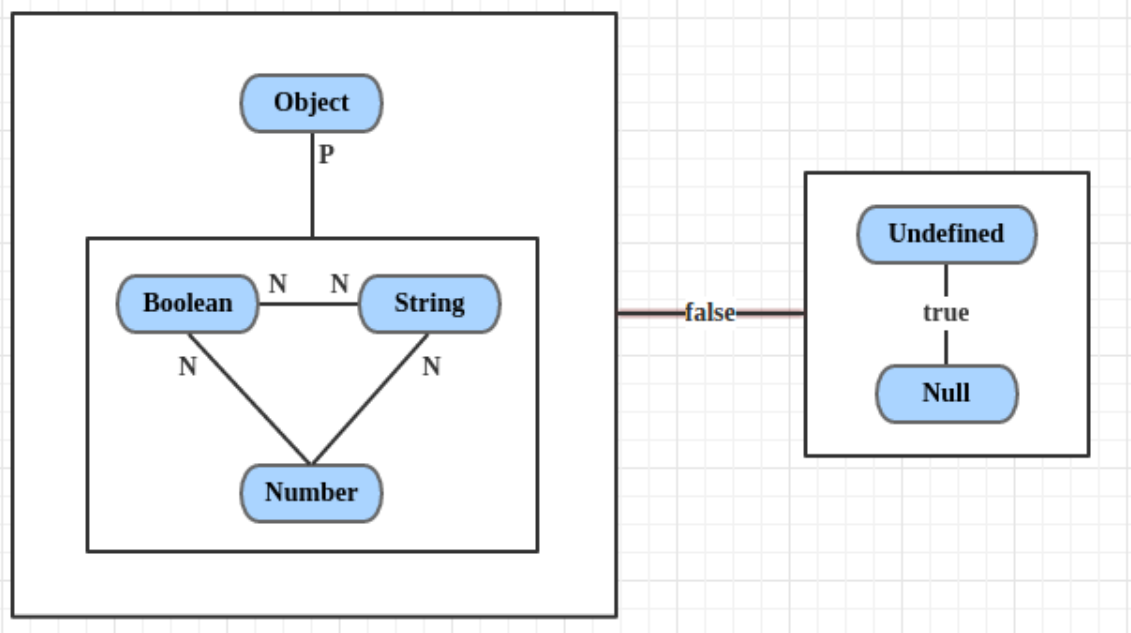 Object
P
Undefined
Boolean
N
N
String
false
true
N
N
Null
Number